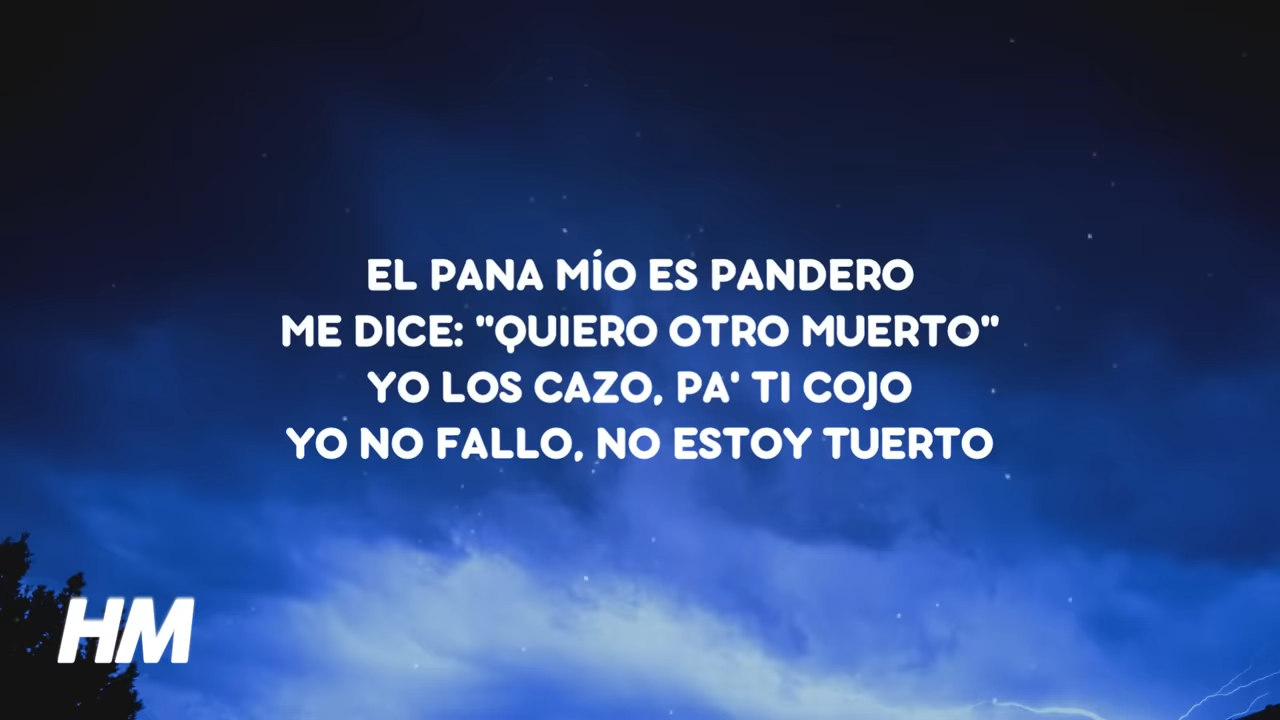 EL PANA MÍO ES PANDERO
ME DICE: "QUIERO OTRO MUERTO"
YO LOS CAZO, PA' TI COJO
YO NO FALLO, NO ESTOY TUERTO
HM